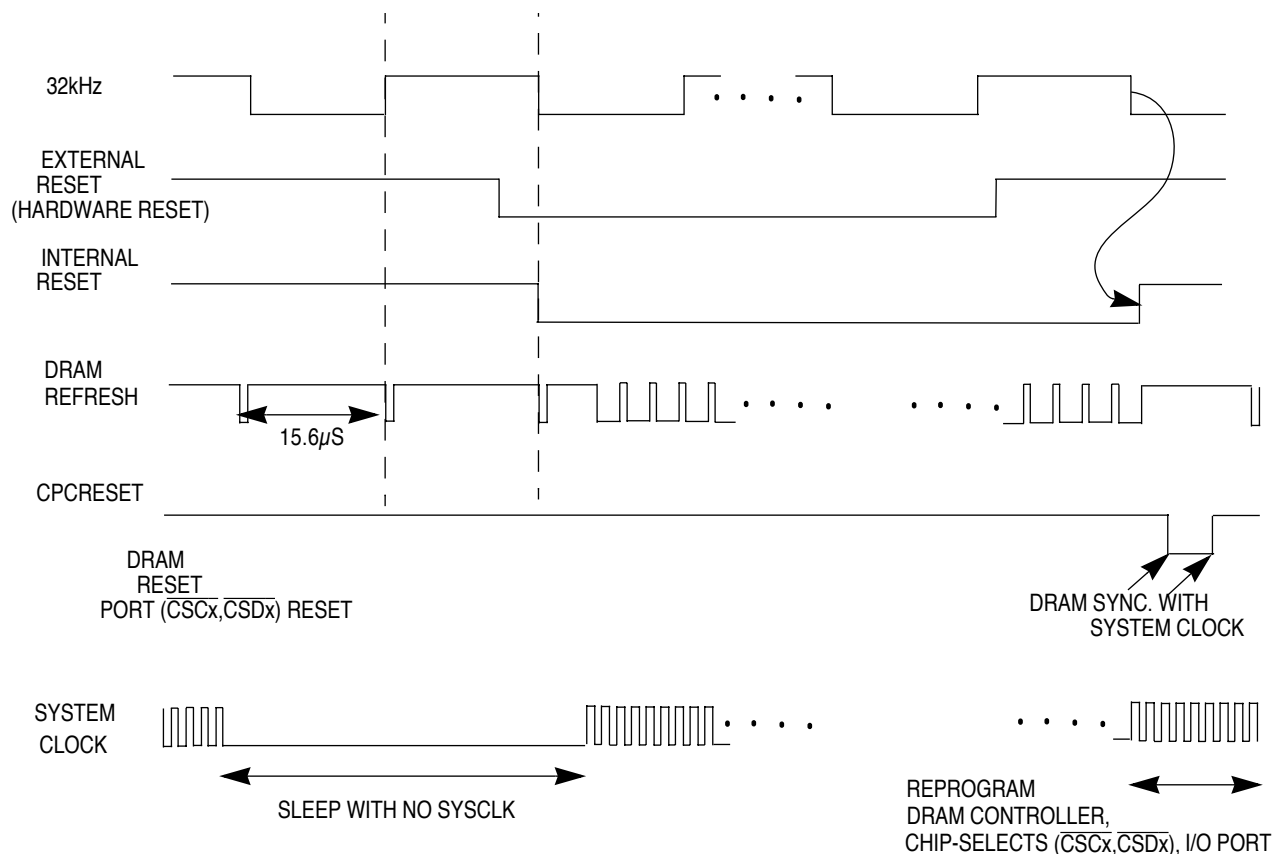 32kHz
EXTERNAL
RESET
(HARDWARE RESET)
INTERNAL
RESET
DRAM
REFRESH
15.6µS
CPCRESET
DRAM
RESET
PORT (CSCx,CSDx) RESET
DRAM SYNC. WITH
SYSTEM CLOCK
SYSTEM
CLOCK
SLEEP WITH NO SYSCLK
REPROGRAM
DRAM CONTROLLER,
CHIP-SELECTS (CSCx,CSDx), I/O PORT